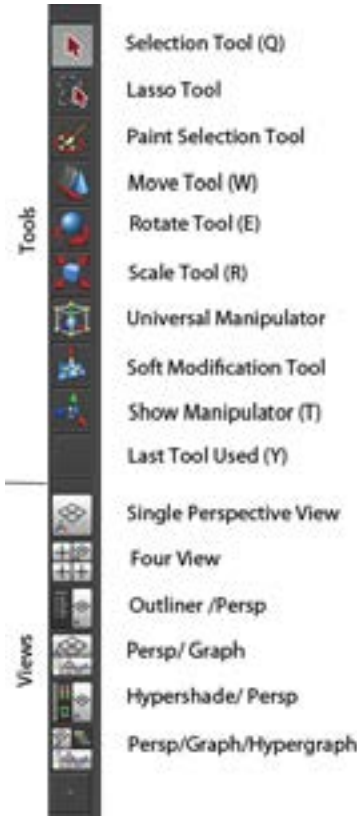 Tools
Selection Tool (Q)
Lasso Tool
Paint Selection Tool
Move Tool (W)
Rotate Tool (E)
Scale Tool (R)
Universal Manipulator
Soft Modification Tool
Show Manipulator (T)
Last Tool Used (Y)
Views
Single Perspective View
Four View
Outliner /Persp
Persp/ Graph
Hypershade/ Persp
Persp/Graph/Hypergraph